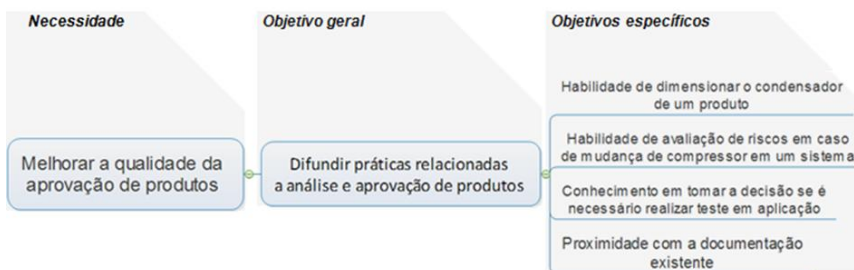 Necessidade
Objetivo geral
Objetivos específicos
Melhorar a qualidade da
aprovação de produtos
Difundir práticas relacionadas
a análise e aprovação de produtos
Habilidade de dimensionar o condensador
de um produto
Habilidade de avaliação de riscos em caso
de mudança de compressor em um sistema
Conhecimento em tomar a decisão se é
necessário realizar teste em aplicação
Proximidade com a documentação
existente